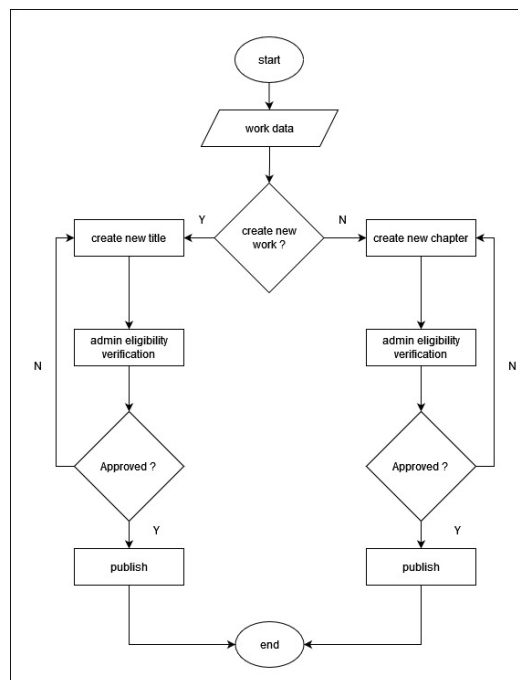 start
work data
create new
work ?
Y
N
create new title
create new chapter
admin eligibility
verification
admin eligibility
verification
N
N
Approved ?
Approved ?
Y
Y
publish
publish
end